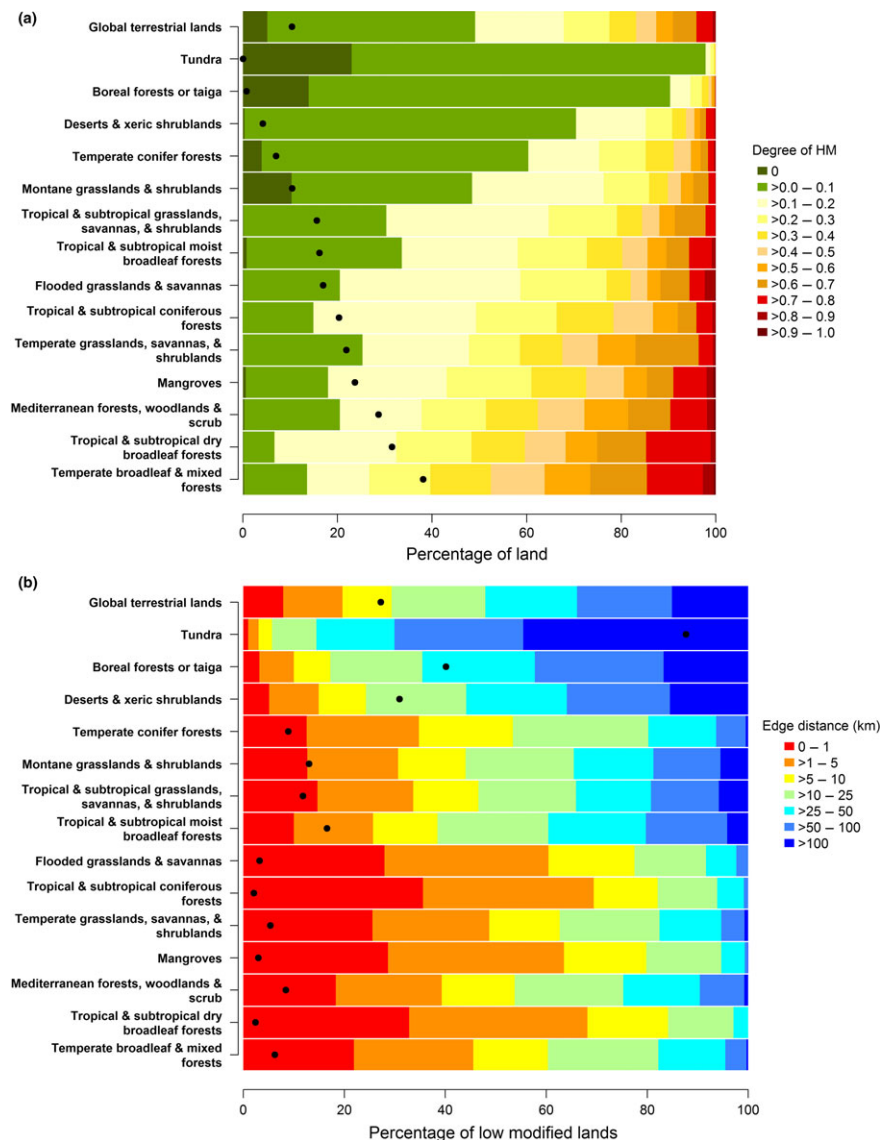 (a)
Global terrestrial lands
Tundra
Boreal forests or taiga
Deserts & xeric shrublands
Temperate conifer forests
Montane grasslands & shrublands
Tropical & subtropical grasslands,
savannas, & shrublands
Tropical & subtropical moist
broadleaf forests
Flooded grasslands & savannas
Tropical & subtropical coniferous
forests
Temperate grasslands, savannas, &
shrublands
Mangroves
Mediterranean forests, woodlands &
scrub
Tropical & subtropical dry
broadleaf forests
Temperate broadleaf & mixed
forests
0 20 40 60 80 100
Percentage of land
Degree of HM
0
>0.0 – 0.1
>0.1 – 0.2
>0.2 – 0.3
>0.3 – 0.4
>0.4 – 0.5
>0.5 – 0.6
>0.6 – 0.7
>0.7 – 0.8
>0.8 – 0.9
>0.9 – 1.0
(b)
Global terrestrial lands
Tundra
Boreal forests or taiga
Deserts & xeric shrublands
Temperate conifer forests
Montane grasslands & shrublands
Tropical & subtropical grasslands,
savannas, & shrublands
Tropical & subtropical moist
broadleaf forests
Flooded grasslands & savannas
Tropical & subtropical coniferous
forests
Temperate grasslands, savannas, &
shrublands
Mangroves
Mediterranean forests, woodlands &
scrub
Tropical & subtropical dry
broadleaf forests
Temperate broadleaf & mixed
forests
0 20 40 60 80 100
Percentage of low modified lands
Edge distance (km)
0 – 1
>1 – 5
>5 – 10
>10 – 25
>25 – 50
>50 – 100
>100